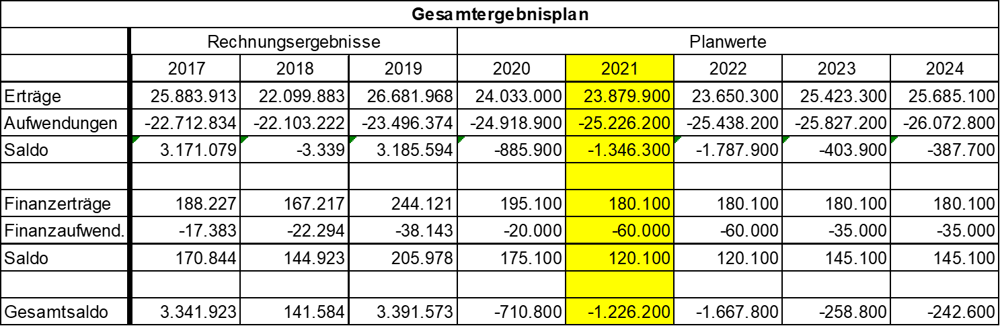 Gesamtergebnisplan
Rechnungsergebnisse Planwerte
2017 2018 2019 2020 2021 2022 2023 2024
Erträge 25.883.913 22.099.883 26.681.968 24.033.000 23.879.900 23.650.300 25.423.300 25.685.100
Aufwendungen -22.712.834 -22.103.222 -23.496.374 -24.918.900 -25.226.200 -25.438.200 -25.827.200 -26.072.800
Saldo 3.171.079 -3.339 3.185.594 -885.900 -1.346.300 -1.787.900 -403.900 -387.700
Finanzerträge 188.227 167.217 244.121 195.100 180.100 180.100 180.100 180.100
Finanzaufwend. -17.383 -22.294 -38.143 -20.000 -60.000 -60.000 -35.000 -35.000
Saldo 170.844 144.923 205.978 175.100 120.100 120.100 145.100 145.100
Gesamtsaldo 3.341.923 141.584 3.391.573 -710.800 -1.226.200 -1.667.800 -258.800 -242.600